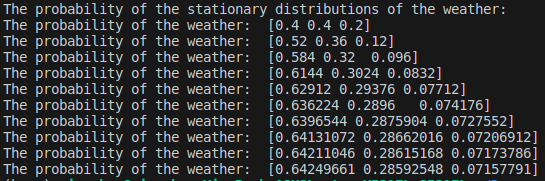 The probability of the stationary distributions of the weather:
The probability of the weather:  [0.4 0.4 0.2]
The probability of the weather:  [0.52 0.36 0.12]
The probability of the weather:  [0.584 0.32  0.096]
The probability of the weather:  [0.6144 0.3024 0.0832]
The probability of the weather:  [0.62912 0.29376 0.07712]
The probability of the weather:  [0.636224 0.2896   0.074176]
The probability of the weather:  [0.6396544 0.2875904 0.0727552]
The probability of the weather:  [0.64131072 0.28662016 0.07206912]
The probability of the weather:  [0.64211046 0.28615168 0.07173786]
The probability of the weather:  [0.64249661 0.28592548 0.07157791]